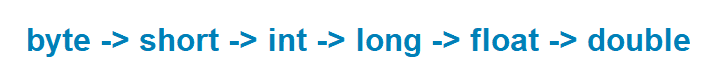 byte -> short -> int -> long -> float -> double